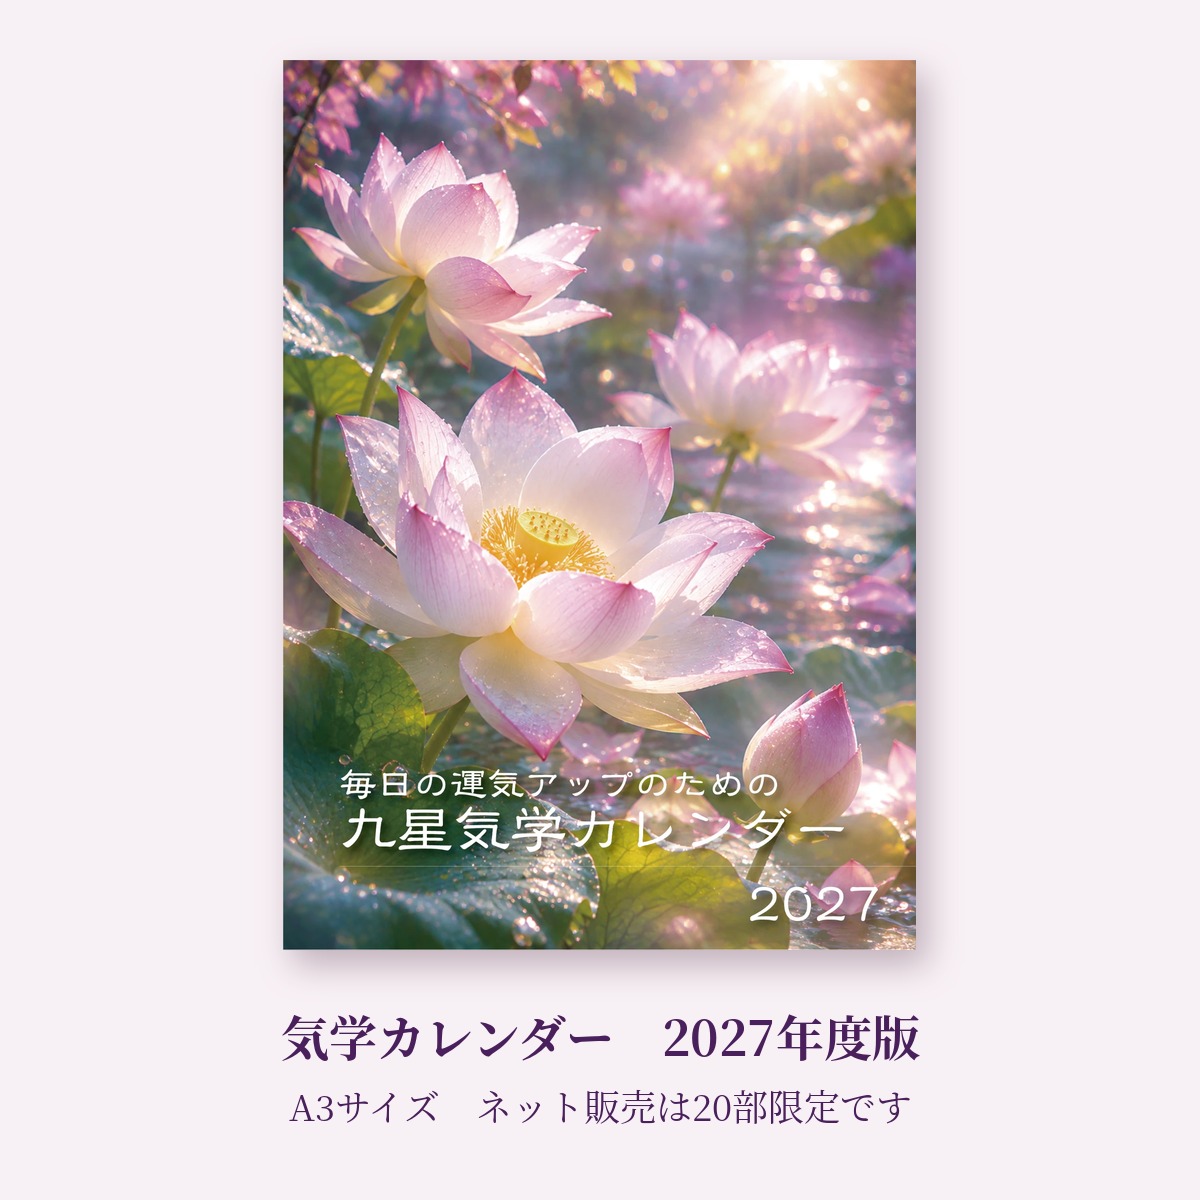 毎日の運気アップのための
九星気学カレンダー
2027
気学カレンダー　2027年度版
A3サイズ　ネット販売は20部限定です